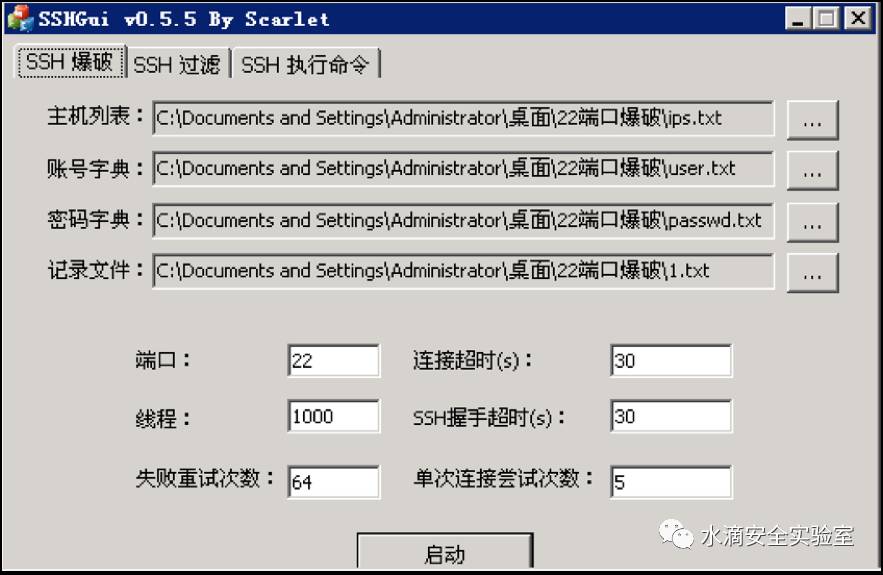 SSHGui v0.5.5 By Scarlet
SSH 爆破 SSH 过滤 SSH 执行命令
主机列表： C:\Documents and Settings\Administrator\桌面\22端口爆破\ips.txt ...
账号字典： C:\Documents and Settings\Administrator\桌面\22端口爆破\user.txt ...
密码字典： C:\Documents and Settings\Administrator\桌面\22端口爆破\passwd.txt ...
记录文件： C:\Documents and Settings\Administrator\桌面\22端口爆破\1.txt ...
端口： 22 连接超时(s)： 30
线程： 1000 SSH握手超时(s)： 30
失败重试次数： 64 单次连接尝试次数： 5
启动
水滴安全实验室